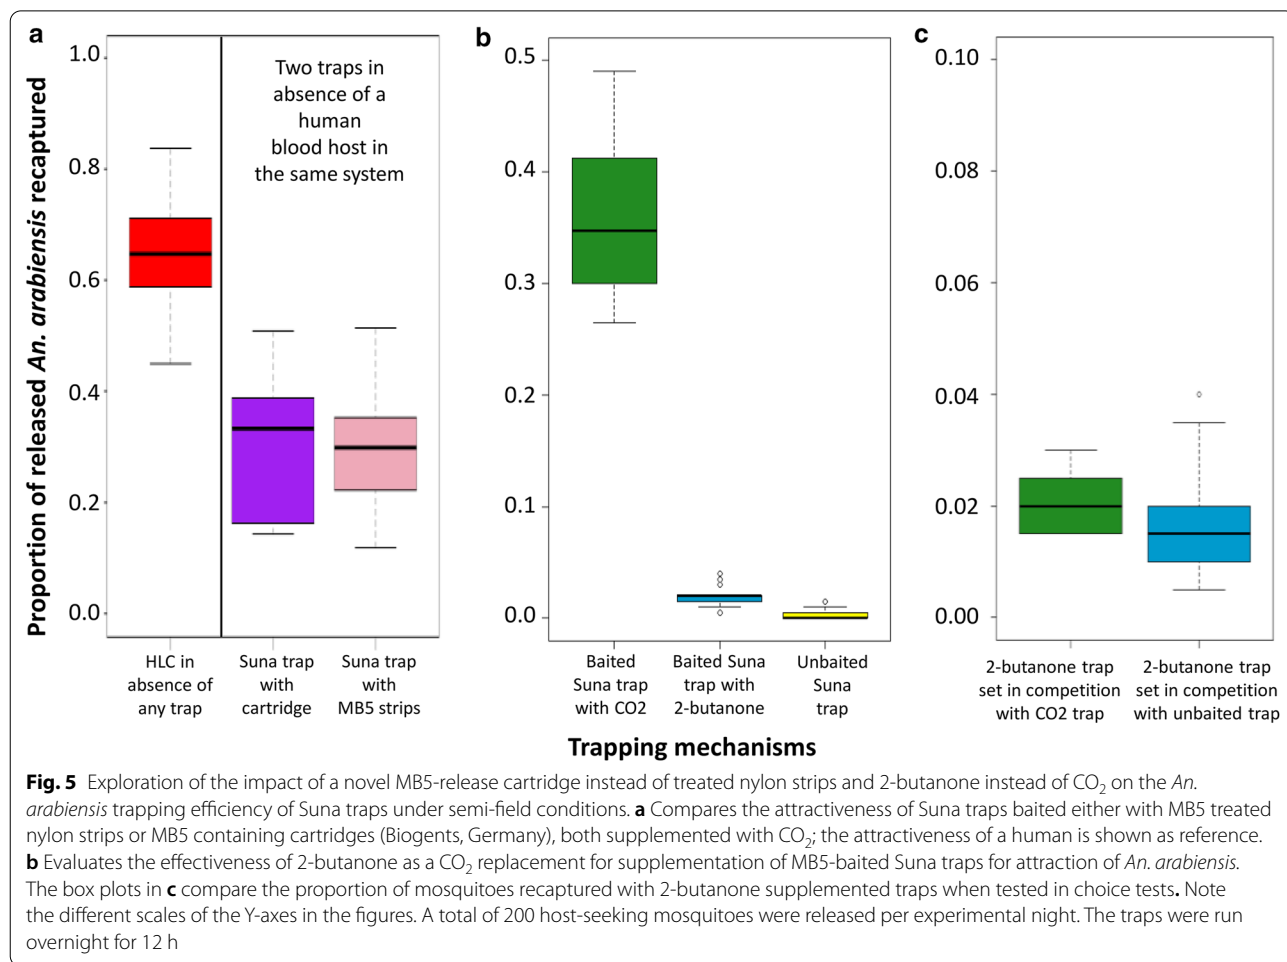 a
b
c
Proportion of released An. arabiensis recaptured
1.0
0.8
0.6
0.4
0.2
0.0
Two traps in
absence of a
human
blood host in
the same system
HLC in
absence of
any trap
Suna trap
with
cartridge
Suna trap
with
MB5 strips
0.5
0.4
0.3
0.2
0.1
0.0
Baited
Suna trap
with CO2
Baited Suna
trap with
2-butanone
Unbaited
Suna
trap
0.10
0.08
0.06
0.04
0.02
0.00
2-butanone trap
set in competition
with CO2 trap
2-butanone trap
set in competition
with unbaited trap
Trapping mechanisms
Fig. 5 Exploration of the impact of a novel MB5-release cartridge instead of treated nylon strips and 2-butanone instead of CO₂ on the An.
arabiensis trapping efficiency of Suna traps under semi-field conditions. a Compares the attractiveness of Suna traps baited either with MB5 treated
nylon strips or MB5 containing cartridges (Biogents, Germany), both supplemented with CO₂; the attractiveness of a human is shown as reference.
b Evaluates the effectiveness of 2-butanone as a CO₂ replacement for supplementation of MB5-baited Suna traps for attraction of An. arabiensis.
The box plots in c compare the proportion of mosquitoes recaptured with 2-butanone supplemented traps when tested in choice tests. Note
the different scales of the Y-axes in the figures. A total of 200 host-seeking mosquitoes were released per experimental night. The traps were run
overnight for 12 h